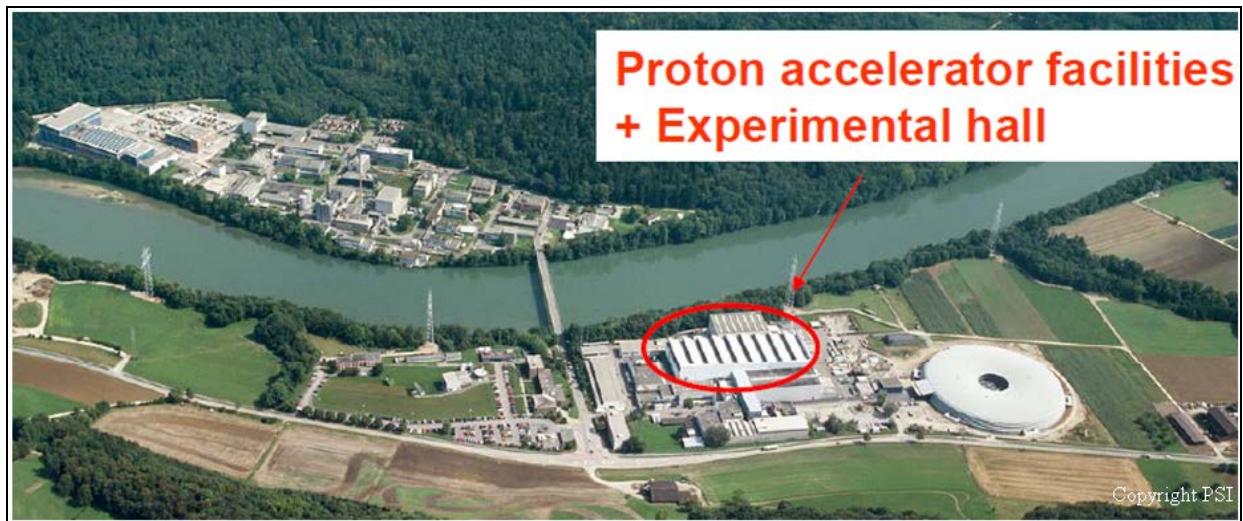 Proton accelerator facilities
+ Experimental hall
Copyright PSI